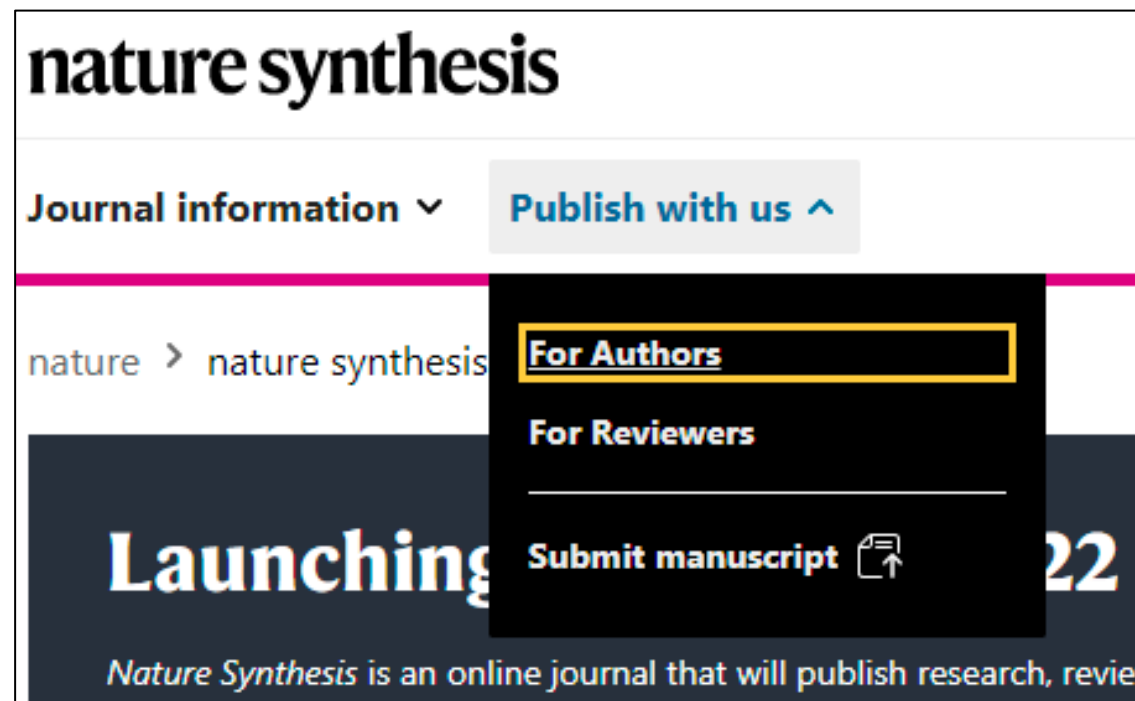 nature synthesis
Journal information Publish with us
For Authors
nature > nature synthesis
For Reviewers
Submit manuscript
Launching 22
Nature Synthesis is an online journal that will publish research,